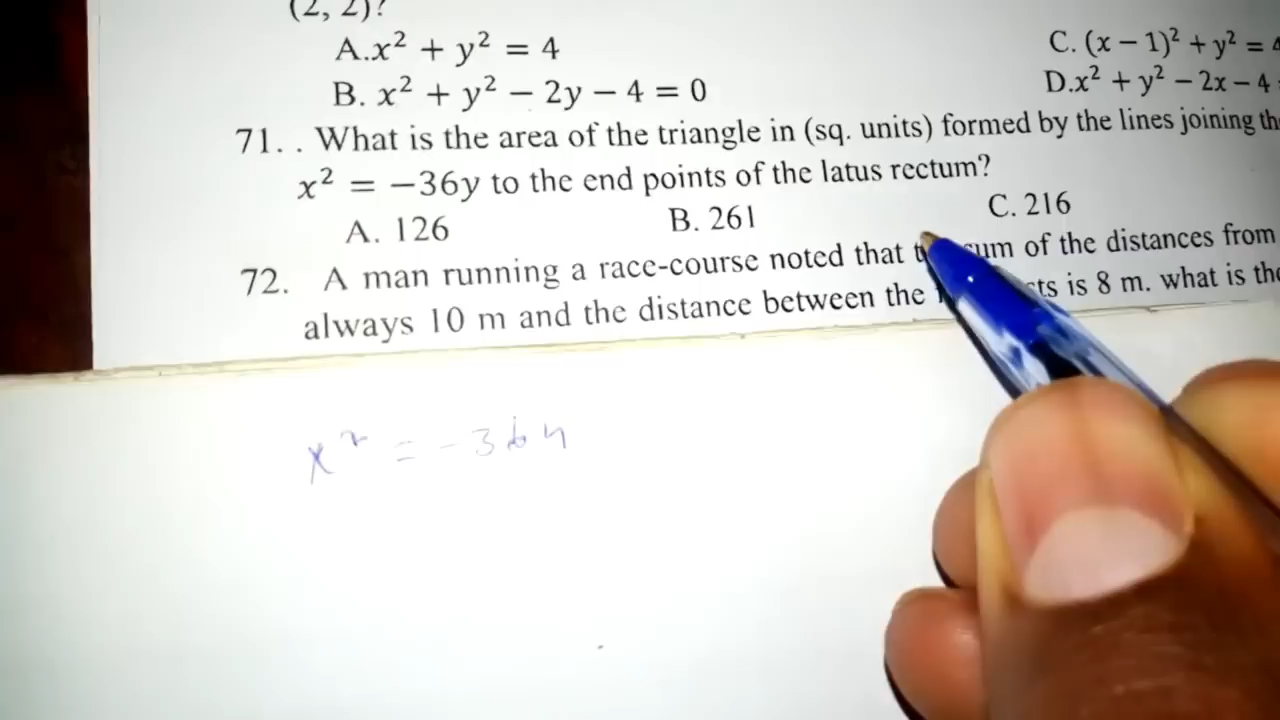 (2, 2)?
A.x² + y² = 4
C. (x − 1)² + y² = 4
B. x² + y² − 2y − 4 = 0
D.x² + y² − 2x − 4
71. . What is the area of the triangle in (sq. units) formed by the lines joining
x² = −36y to the end points of the latus rectum?
A. 126 B. 261 C. 216
72. A man running a race-course noted that sum of the distances from
always 10 m and the distance between the is 8 m. what is
x² = -36y